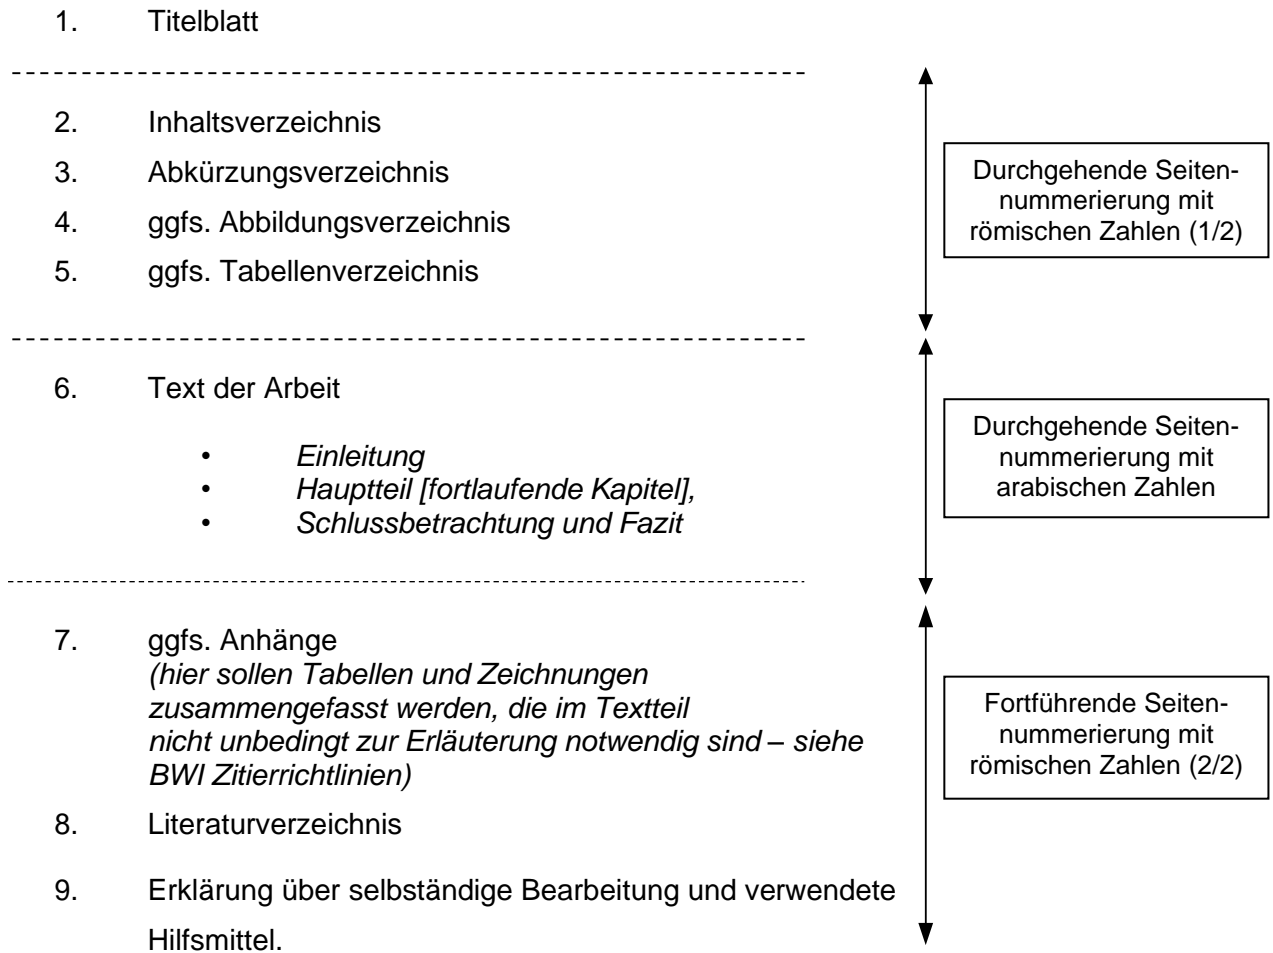 1. Titelblatt
2. Inhaltsverzeichnis
3. Abkürzungsverzeichnis
4. ggfs. Abbildungsverzeichnis
5. ggfs. Tabellenverzeichnis
Durchgehende Seiten-
nummerierung mit
römischen Zahlen (1/2)
6. Text der Arbeit
• Einleitung
• Hauptteil [fortlaufende Kapitel],
• Schlussbetrachtung und Fazit
Durchgehende Seiten-
nummerierung mit
arabischen Zahlen
7. ggfs. Anhänge
(hier sollen Tabellen und Zeichnungen
zusammengefasst werden, die im Textteil
nicht unbedingt zur Erläuterung notwendig sind – siehe
BWI Zitierrichtlinien)
8. Literaturverzeichnis
9. Erklärung über selbständige Bearbeitung und verwendete
Hilfsmittel.
Fortführende Seiten-
nummerierung mit
römischen Zahlen (2/2)